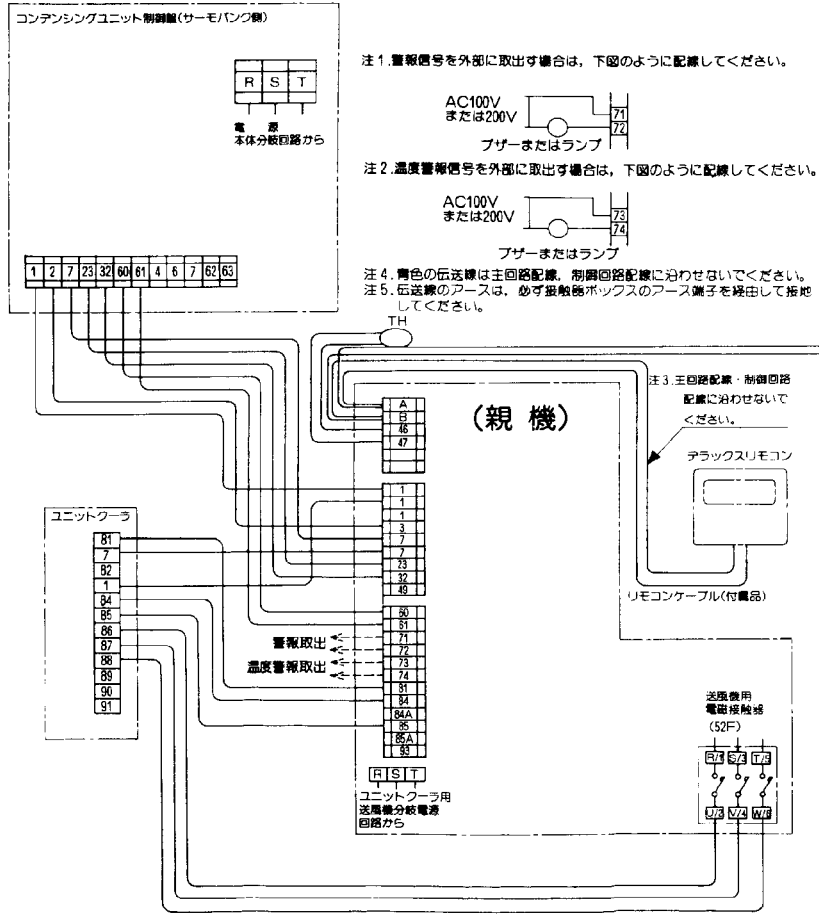 コンデンシングユニット制御盤(サーモバンク側)
R S T
電 源
本体分岐回路から
1 2 7 23 32 60 61 4 6 7 62 63
注1.警報信号を外部に取出す場合は,下図のように配線してください。
AC100V
または200V
71
72
ブザーまたはランプ
注2.温度警報信号を外部に取出す場合は,下図のように配線してください。
AC100V
または200V
73
74
ブザーまたはランプ
注4.青色の伝送線は主回路配線,制御回路配線に沿わせないでください。
注5.伝送線のアースは,必ず接触器ボックスのアース端子を経由して接地
してください。
TH
注3.主回路配線・制御回路
配線に沿わせないで
ください。
デラックスリモコン
リモコンケーブル(付属品)
(親 機)
A
B
46
47
1
1
1
3
7
7
23
32
49
60
61
71
72
73
74
81
84
84A
85
85A
93
警報取出
温度警報取出
R S T
ユニットクーラ用
送風機分岐電源
回路から
ユニットクーラ
81
7
82
1
84
85
86
87
88
89
90
91
送風機用
電磁接触器
(52F)
R/1 S/3 T/5
U/2 V/4 W/6